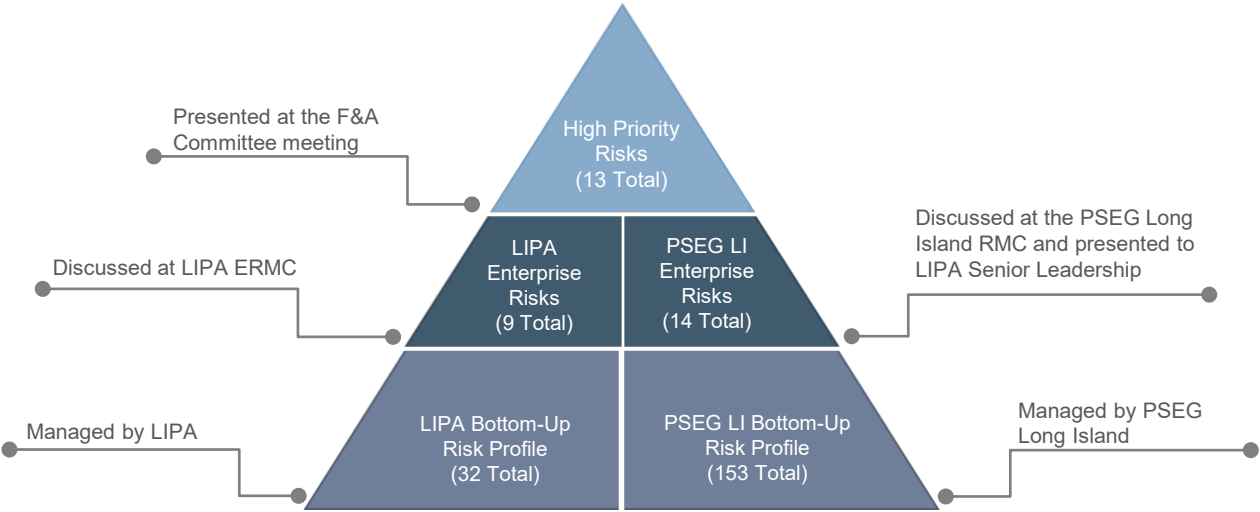 Presented at the F&A
Committee meeting
High Priority
Risks
(13 Total)
Discussed at LIPA ERMC
LIPA
Enterprise
Risks
(9 Total)
PSEG LI
Enterprise
Risks
(14 Total)
Discussed at the PSEG Long
Island RMC and presented to
LIPA Senior Leadership
Managed by LIPA
LIPA Bottom-Up
Risk Profile
(32 Total)
PSEG LI Bottom-Up
Risk Profile
(153 Total)
Managed by PSEG
Long Island